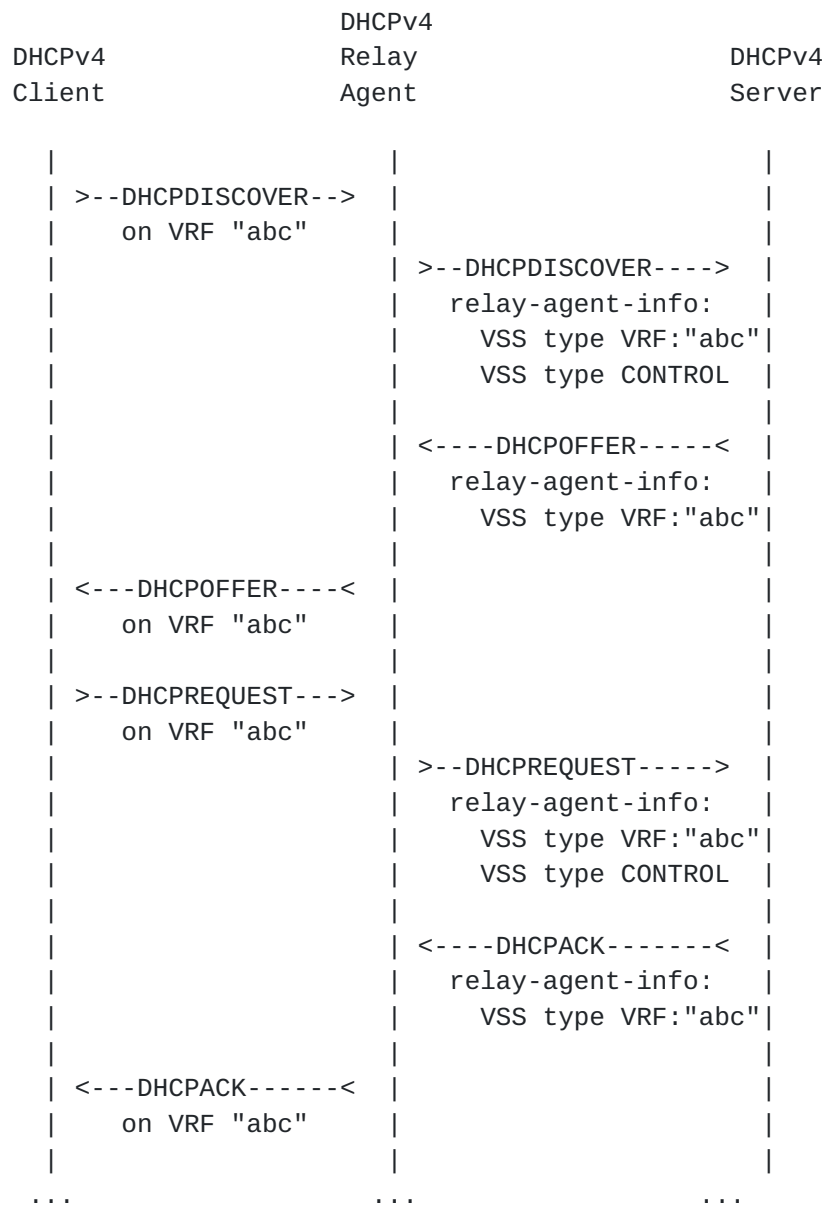 DHCPv4
DHCPv4               Relay                    DHCPv4
Client               Agent                    Server

  |                     |                       |
  | >--DHCPDISCOVER-->  |                       |
  |    on VRF "abc"     |                       |
  |                     | >--DHCPDISCOVER---->  |
  |                     |   relay-agent-info:   |
  |                     |     VSS type VRF:"abc"|
  |                     |     VSS type CONTROL  |
  |                     |                       |
  |                     | <----DHCPOFFER-----<  |
  |                     |   relay-agent-info:   |
  |                     |     VSS type VRF:"abc"|
  |                     |                       |
  | <---DHCPOFFER----<  |                       |
  |    on VRF "abc"     |                       |
  |                     |                       |
  | >--DHCPREQUEST--->  |                       |
  |    on VRF "abc"     |                       |
  |                     | >--DHCPREQUEST----->  |
  |                     |   relay-agent-info:   |
  |                     |     VSS type VRF:"abc"|
  |                     |     VSS type CONTROL  |
  |                     |                       |
  |                     | <----DHCPACK-------<  |
  |                     |   relay-agent-info:   |
  |                     |     VSS type VRF:"abc"|
  |                     |                       |
  | <---DHCPACK------<  |                       |
  |    on VRF "abc"     |                       |
  |                     |                       |
 ...                   ...                  ...